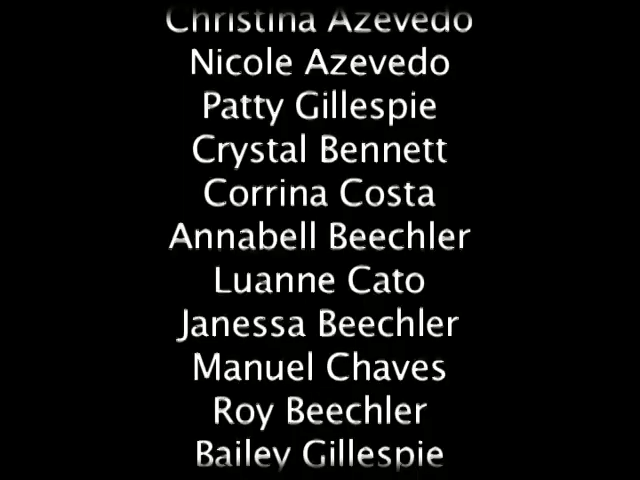 Christina Azevedo
Nicole Azevedo
Patty Gillespie
Crystal Bennett
Corrina Costa
Annabell Beechler
Luanne Cato
Janessa Beechler
Manuel Chaves
Roy Beechler
Bailey Gillespie